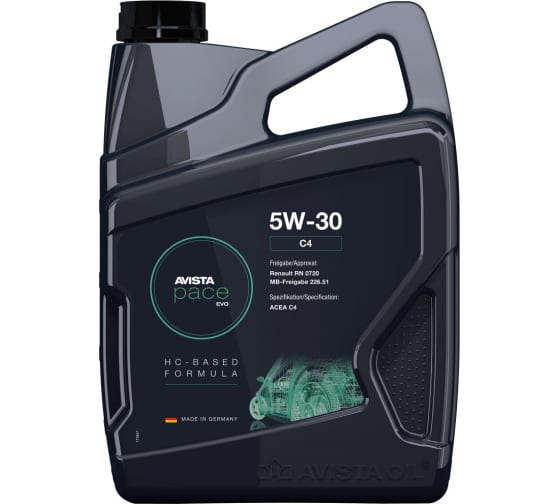 AVISTA
pace
EVO
HC-BASED
FORMULA
MADE IN GERMANY
5W-30
C4
Freigabe/Approval:
Renault RN 0720
MB-Freigabe 226.51
Spezifikation/Specification:
ACEA C4
AVISTA OIL